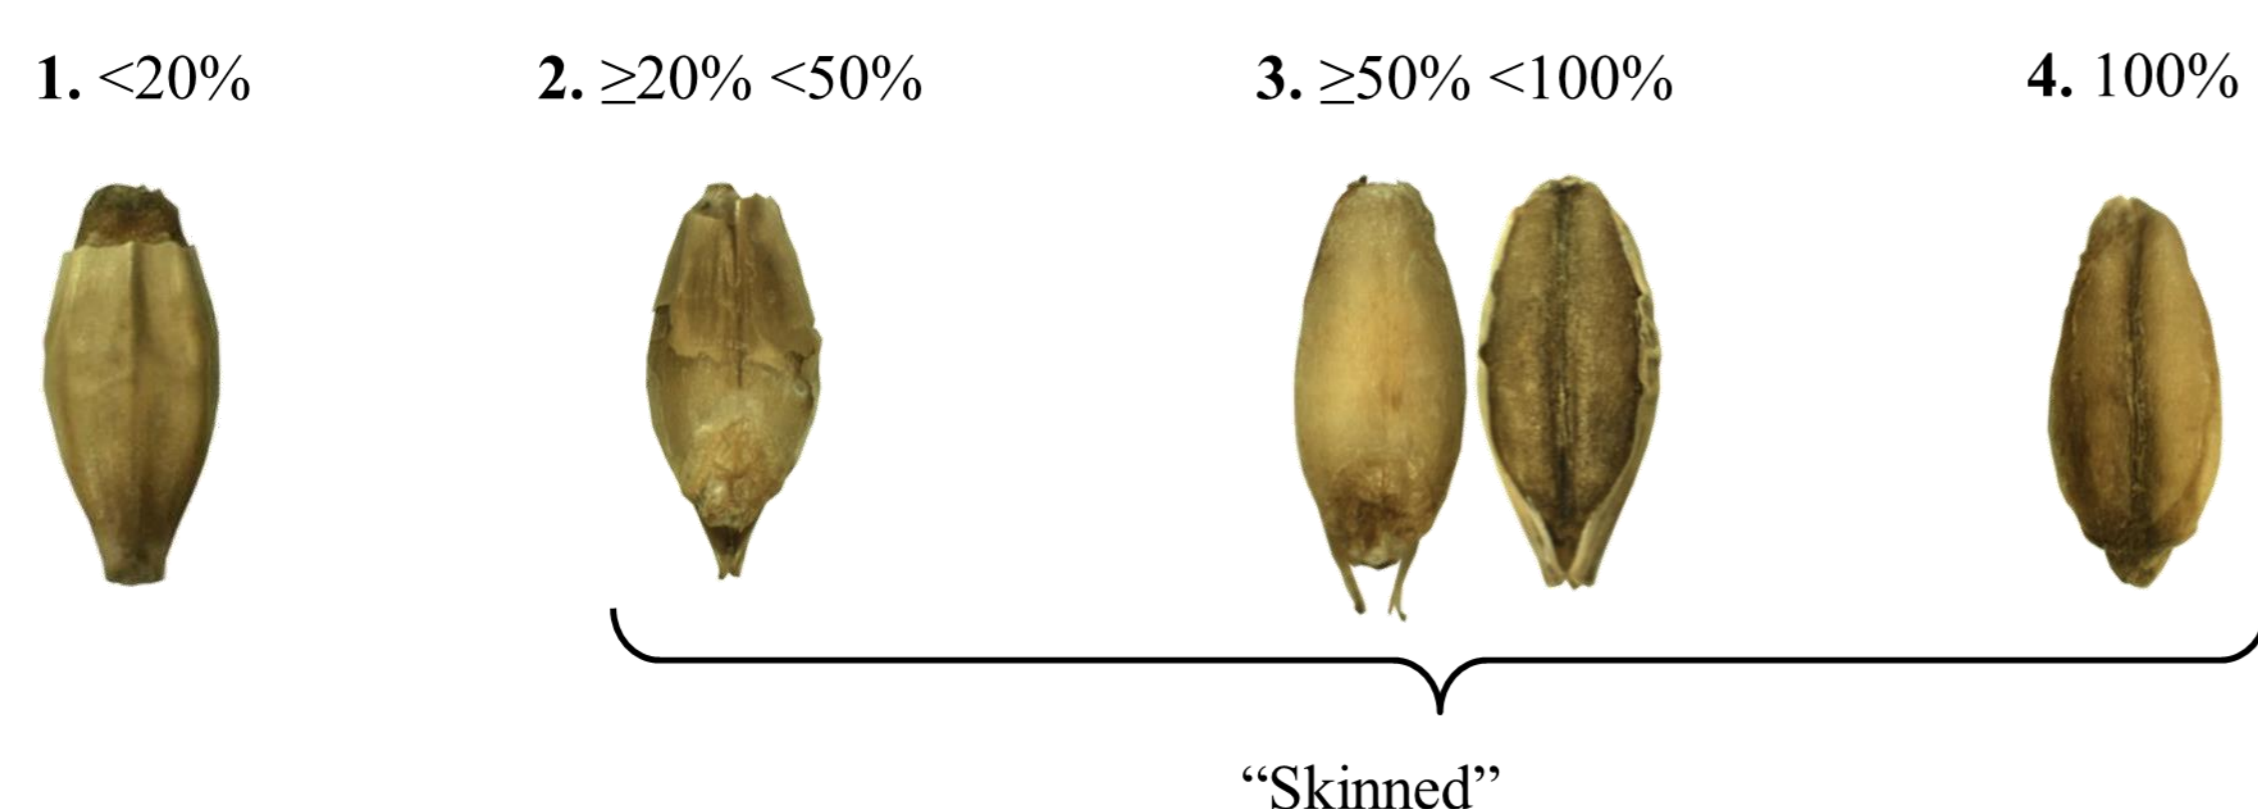 1. <20% 2. ≥20% <50% 3. ≥50% <100% 4. 100%
“Skinned”